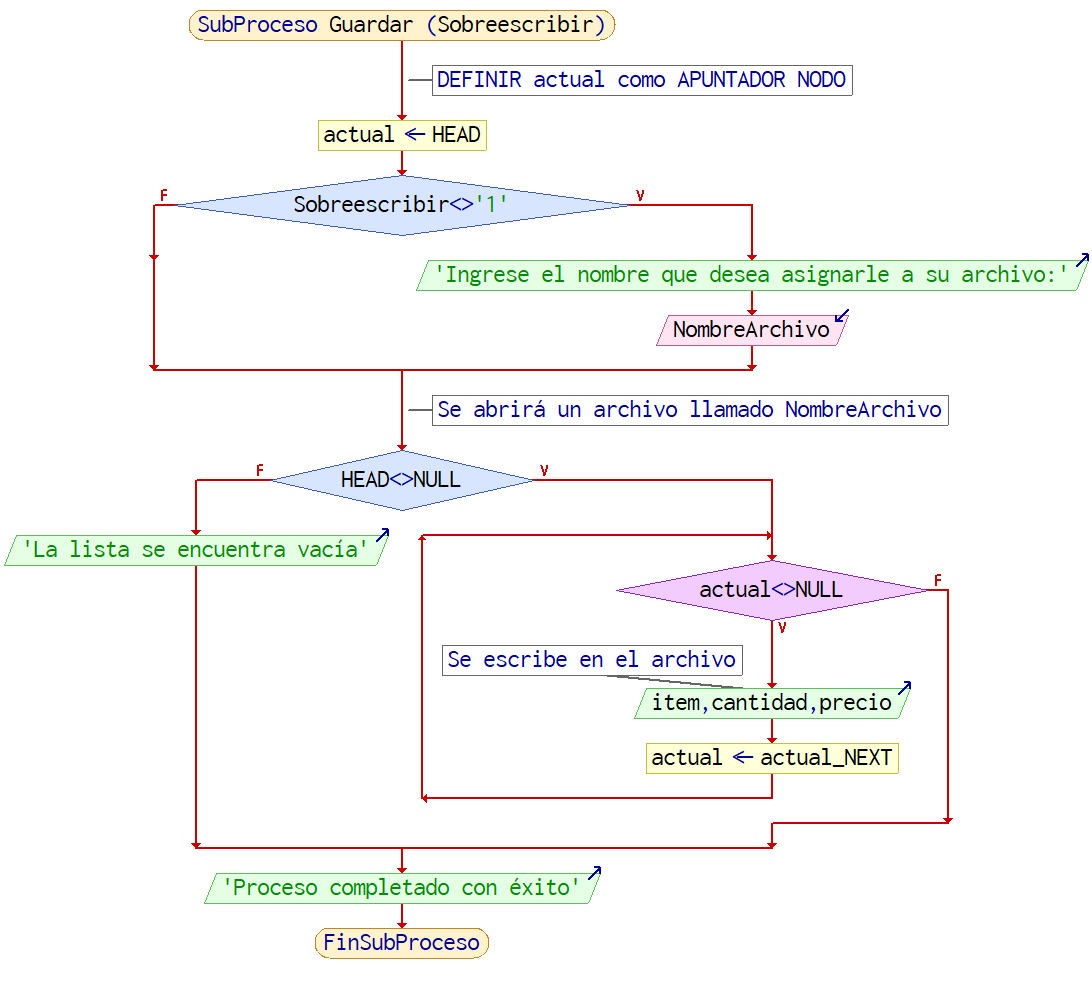 SubProceso Guardar (Sobreescribir)
DEFINIR actual como APUNTADOR NODO
actual ← HEAD
F
Sobreescribir<>'1'
V
'Ingrese el nombre que desea asignarle a su archivo:'
NombreArchivo
Se abrirá un archivo llamado NombreArchivo
F
HEAD<>NULL
V
'La lista se encuentra vacía'
actual<>NULL
F
V
Se escribe en el archivo
item,cantidad,precio
actual ← actual_NEXT
'Proceso completado con éxito'
FinSubProceso